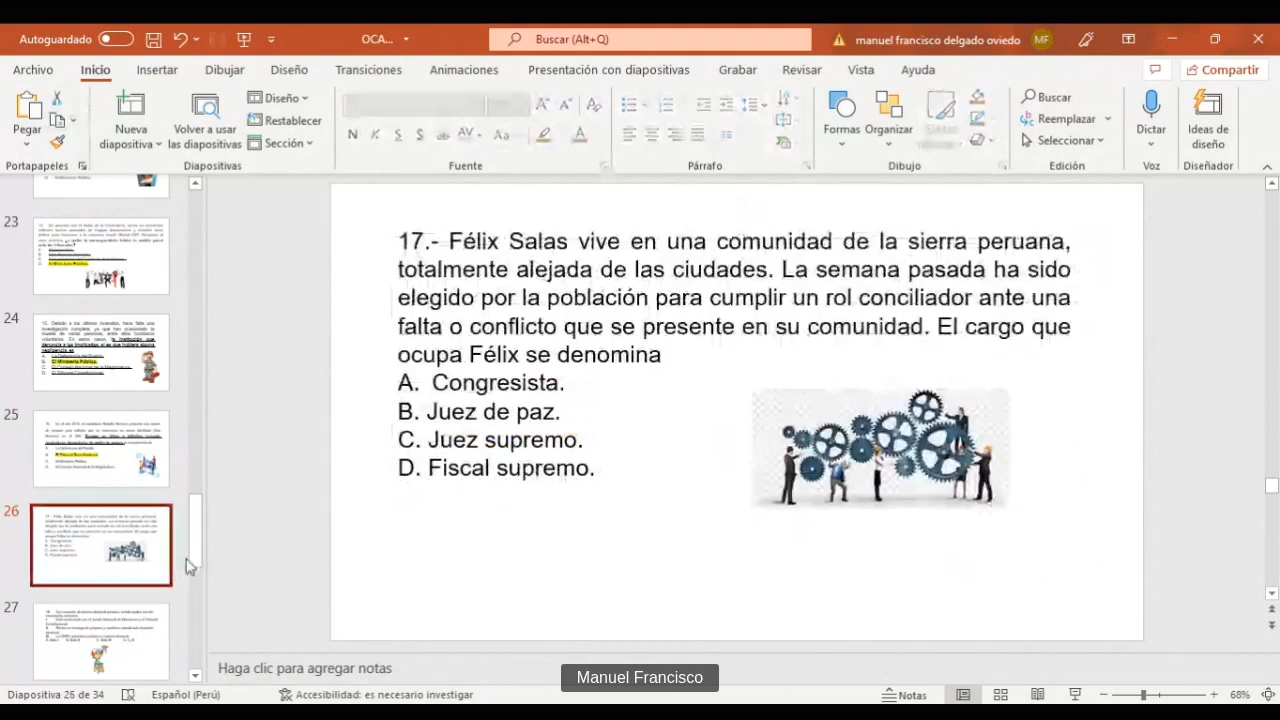 Autoguardado
OCA...
Buscar (Alt+Q)
manuel francisco delgado oviedo
MF
Archivo
Inicio
Insertar
Dibujar
Diseño
Transiciones
Animaciones
Presentación con diapositivas
Grabar
Revisar
Vista
Ayuda
Compartir
Pegar
Portapapeles
Nueva
diapositiva
Volver a usar
las diapositivas
Diseño
Restablecer
Sección
Diapositivas
N
K
S
S
ab
AV
Aa
A
Fuente
Párrafo
Formas
Organizar
Dibujo
Buscar
Reemplazar
Seleccionar
Edición
Dictar
Voz
Ideas de
diseño
Diseñador
23
24
25
26
27
17.- Félix Salas vive en una comunidad de la sierra peruana,
totalmente alejada de las ciudades. La semana pasada ha sido
elegido por la población para cumplir un rol conciliador ante una
falta o conflicto que se presente en su comunidad. El cargo que
ocupa Félix se denomina
A. Congresista.
B. Juez de paz.
C. Juez supremo.
D. Fiscal supremo.
Haga clic para agregar notas
Manuel Francisco
Diapositiva 25 de 34
Español (Perú)
Accesibilidad: es necesario investigar
Notas
68%